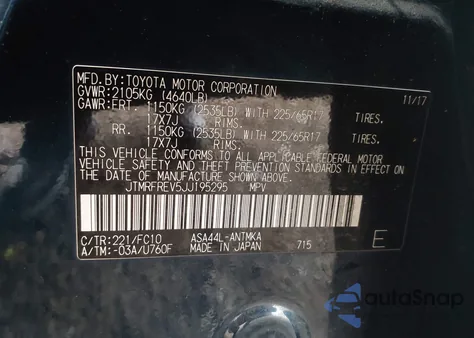 MFD.BY:TOYOTA MOTOR CORPORATION 11/17
GVWR:2105KG (4640LB)
GAWR:FRT. 1150KG (2535LB) WITH 225/65R17 TIRES.
17X7J RIMS.
RR. 1150KG (2535LB) WITH 225/65R17 TIRES.
17X7J RIMS.
THIS VEHICLE CONFORMS TO ALL APPLICABLE FEDERAL MOTOR
VEHICLE SAFETY AND THEFT PREVENTION STANDARDS IN EFFECT ON
THE DATE OF MANUFACTURE SHOWN ABOVE.
JTMRFREV5JJ195295 MPV
C/TR:221/FC10 ASA44L-ANTMKA
A/TM:-03A/U760F MADE IN JAPAN 715 E
autoSnap